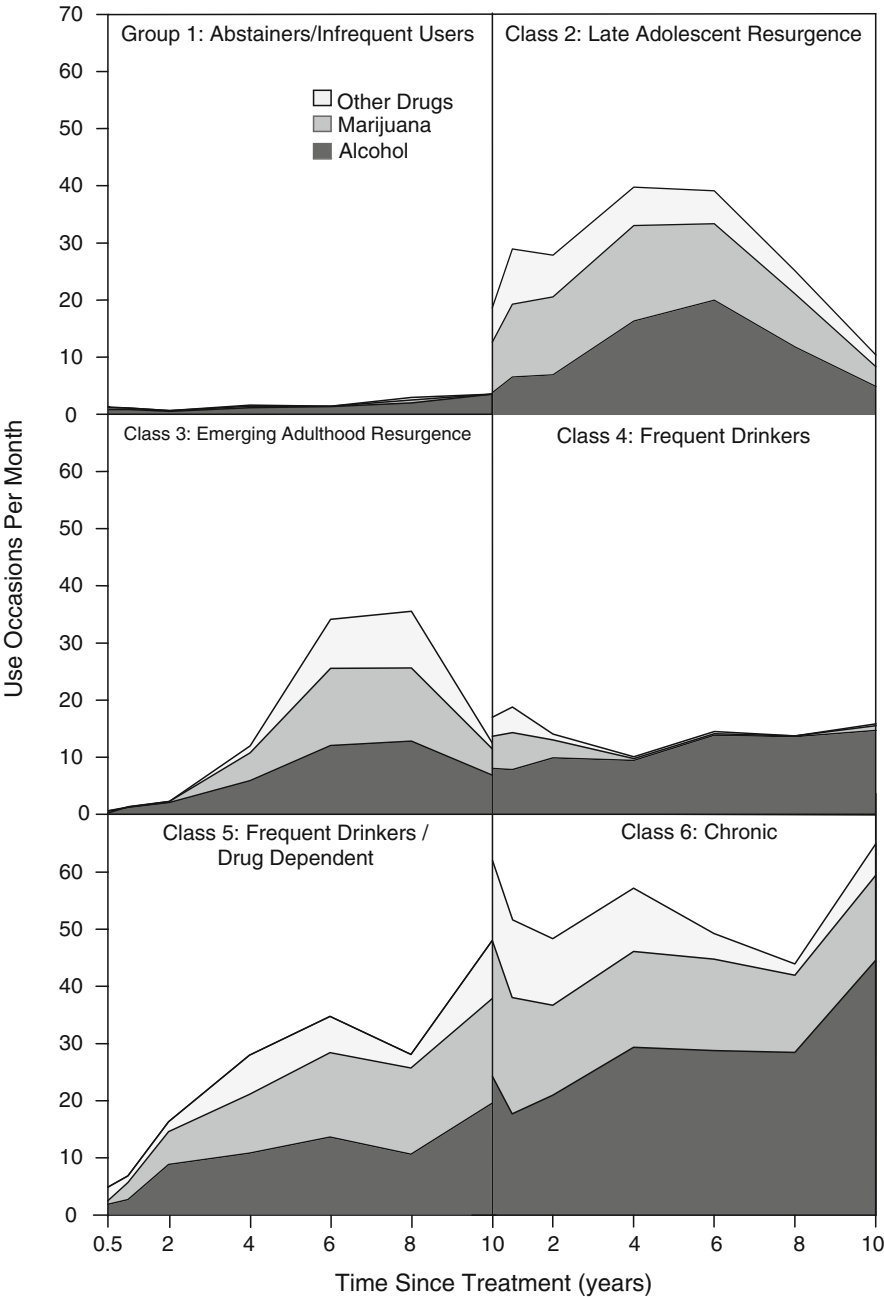 70
Group 1: Abstainers/Infrequent Users
Class 2: Late Adolescent Resurgence
60
Other Drugs
Marijuana
Alcohol
50
40
30
20
10
0
Class 3: Emerging Adulthood Resurgence
Class 4: Frequent Drinkers
60
50
40
30
20
10
0
Class 5: Frequent Drinkers /
Drug Dependent
Class 6: Chronic
60
50
40
30
20
10
0
0.5 2 4 6 8 10 2 4 6 8 10
Use Occasions Per Month
Time Since Treatment (years)